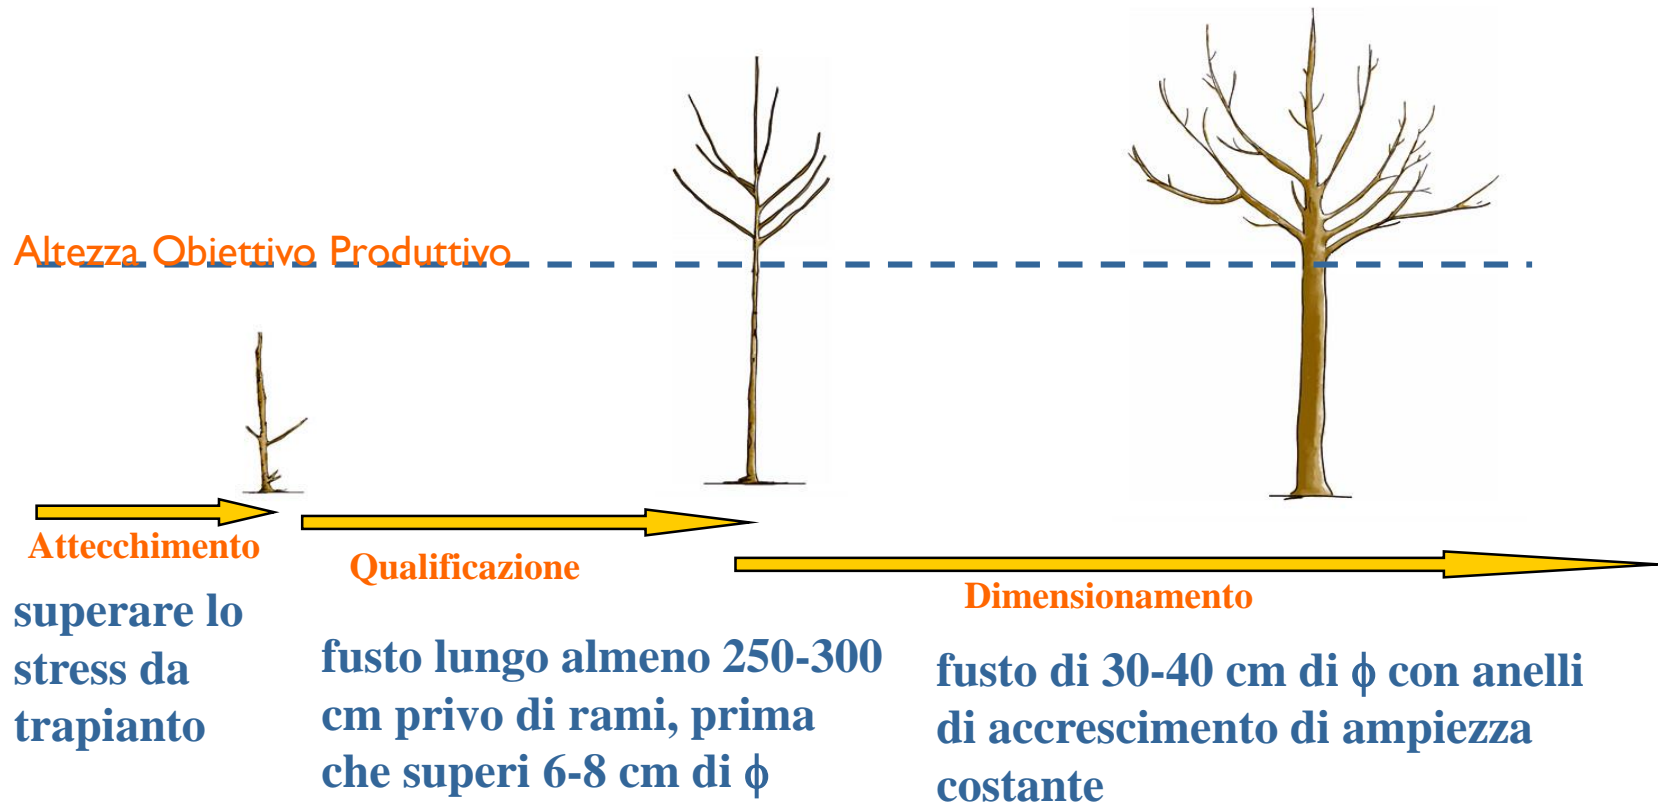 Altezza Obiettivo Produttivo
Attecchimento
superare lo
stress da
trapianto
Qualificazione
fusto lungo almeno 250-300
cm privo di rami, prima
che superi 6-8 cm di ϕ
Dimensionamento
fusto di 30-40 cm di ϕ con anelli
di accrescimento di ampiezza
costante